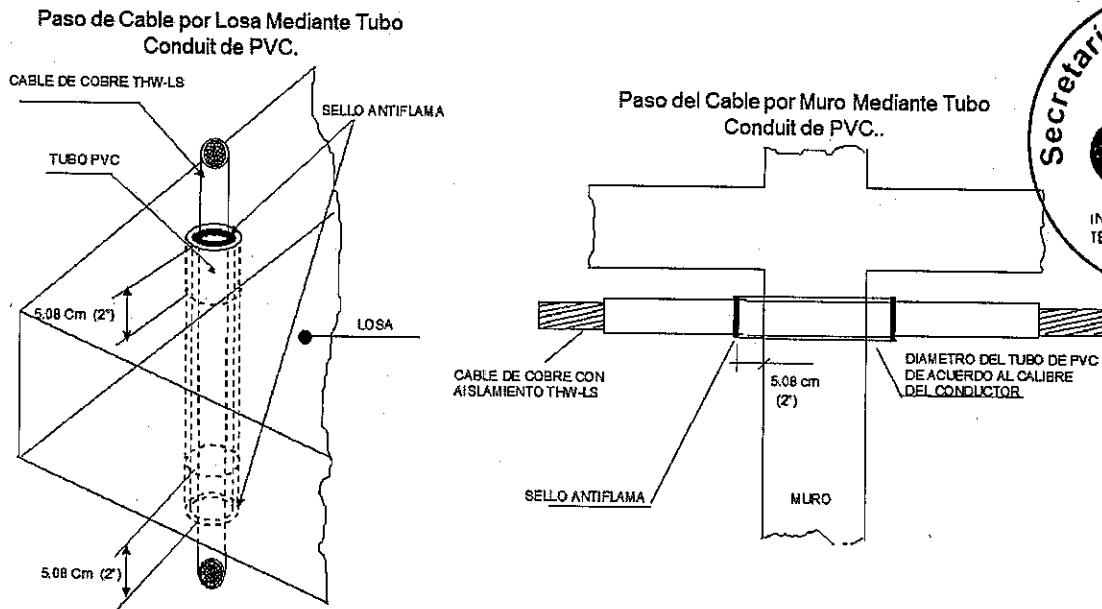 Paso de Cable por Losa Mediante Tubo
Conduit de PVC.
CABLE DE COBRE THW-LS
SELLO ANTIFLAMA
TUBO PVC
5.08 Cm (2")
LOSA
5.08 Cm (2")
Paso del Cable por Muro Mediante Tubo
Conduit de PVC..
CABLE DE COBRE CON
AISLAMIENTO THW-LS
5.08 cm
(2")
DIAMETRO DEL TUBO DE PVC
DE ACUERDO AL CALIBRE
DEL CONDUCTOR
SELLO ANTIFLAMA
MURO
Secretari